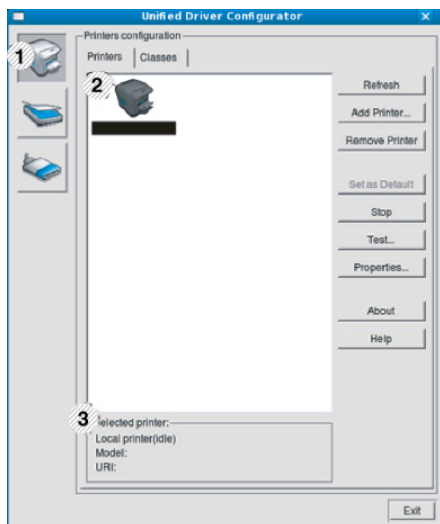 Unified Driver Configurator
Printers configuration
1
Printers
Classes
2
Refresh
Add Printer...
Remove Printer
Set as Default
Stop
Test...
Properties...
About
Help
3
Selected printer:
Local printer(idle)
Model:
URI:
Exit